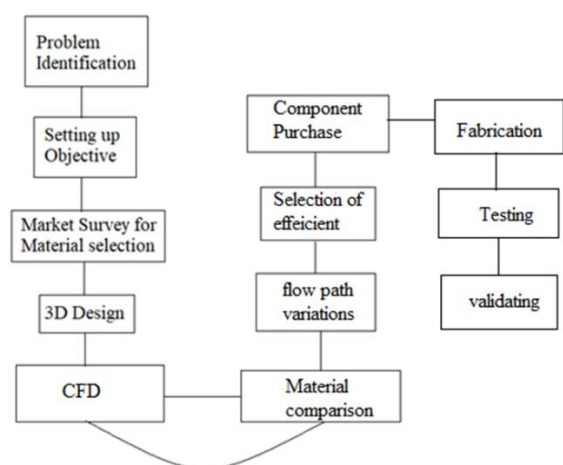 Problem
Identification
Setting up
Objective
Market Survey for
Material selection
3D Design
CFD
Material
comparison
flow path
variations
Selection of
effeicient
Component
Purchase
Fabrication
Testing
validating